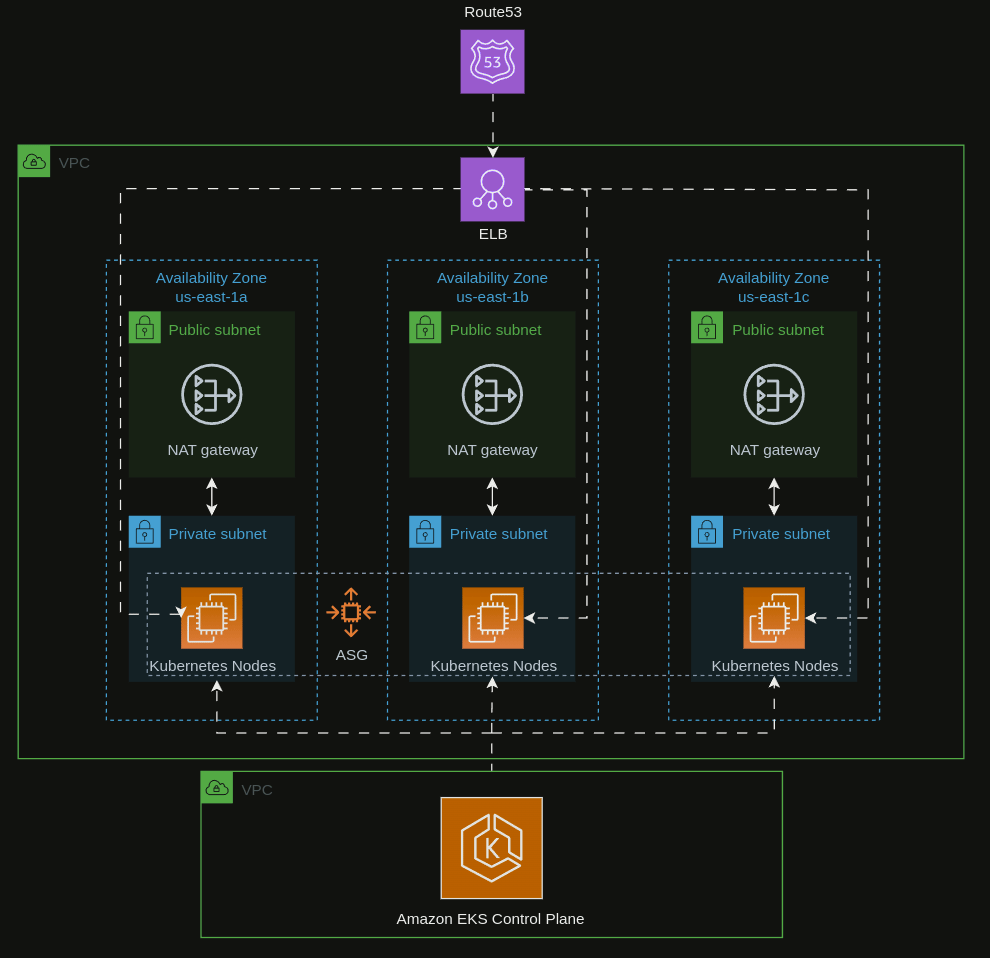 Route53
53
VPC
ELB
Availability Zone
us-east-1a
Availability Zone
us-east-1b
Availability Zone
us-east-1c
Public subnet
Public subnet
Public subnet
NAT gateway
NAT gateway
NAT gateway
Private subnet
Private subnet
Private subnet
ASG
Kubernetes Nodes
Kubernetes Nodes
Kubernetes Nodes
VPC
K
Amazon EKS Control Plane